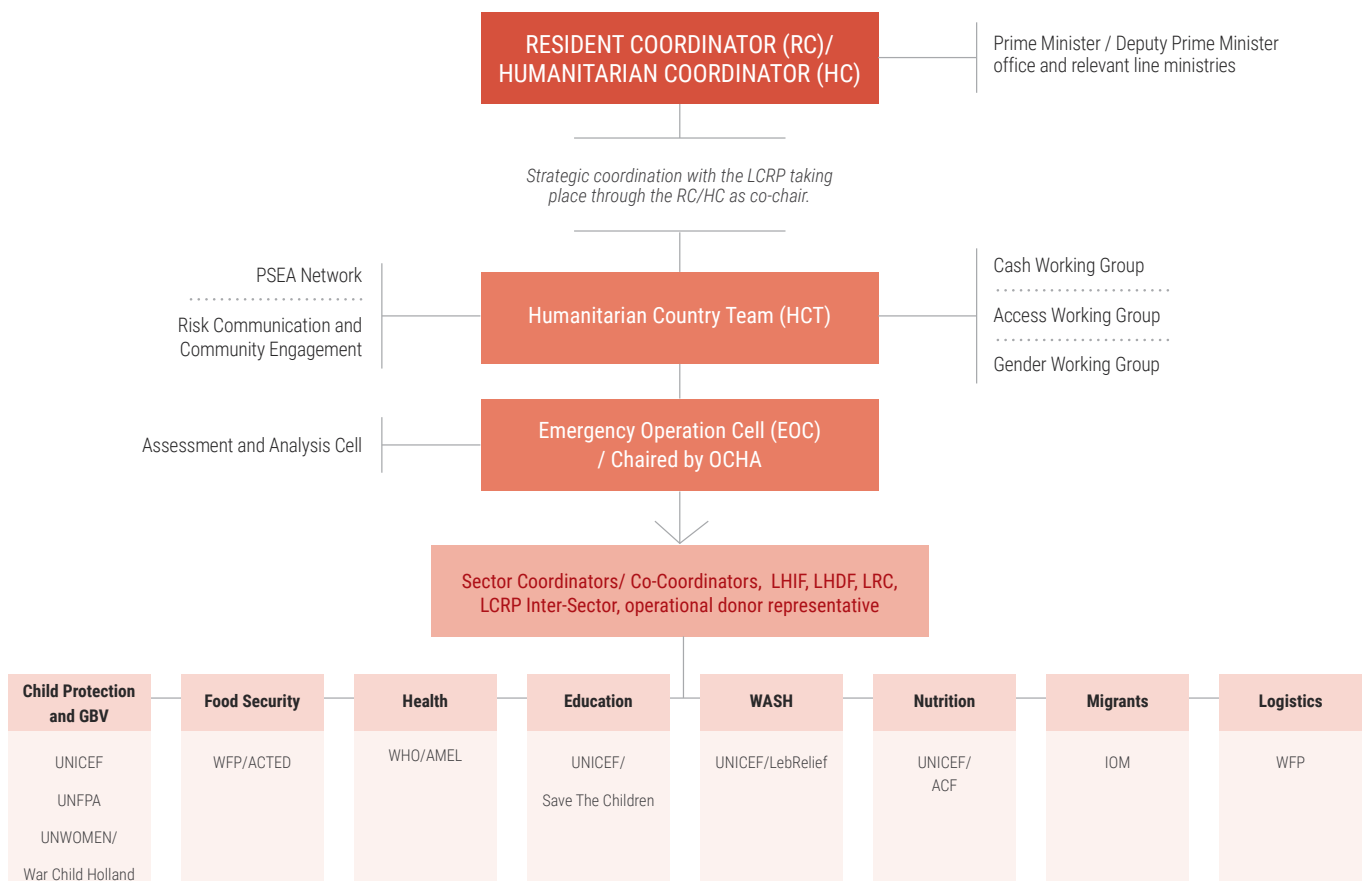 RESIDENT COORDINATOR (RC)/
HUMANITARIAN COORDINATOR (HC)
Prime Minister / Deputy Prime Minister
office and relevant line ministries
Strategic coordination with the LCRP taking
place through the RC/HC as co-chair.
PSEA Network
Risk Communication and
Community Engagement
Humanitarian Country Team (HCT)
Cash Working Group
Access Working Group
Gender Working Group
Assessment and Analysis Cell
Emergency Operation Cell (EOC)
/ Chaired by OCHA
Sector Coordinators/ Co-Coordinators, LHIF, LHDF, LRC,
LCRP Inter-Sector, operational donor representative
Child Protection
and GBV
UNICEF
UNFPA
UNWOMEN/
War Child Holland
Food Security
WFP/ACTED
Health
WHO/AMEL
Education
UNICEF/
Save The Children
WASH
UNICEF/LebRelief
Nutrition
UNICEF/
ACF
Migrants
IOM
Logistics
WFP